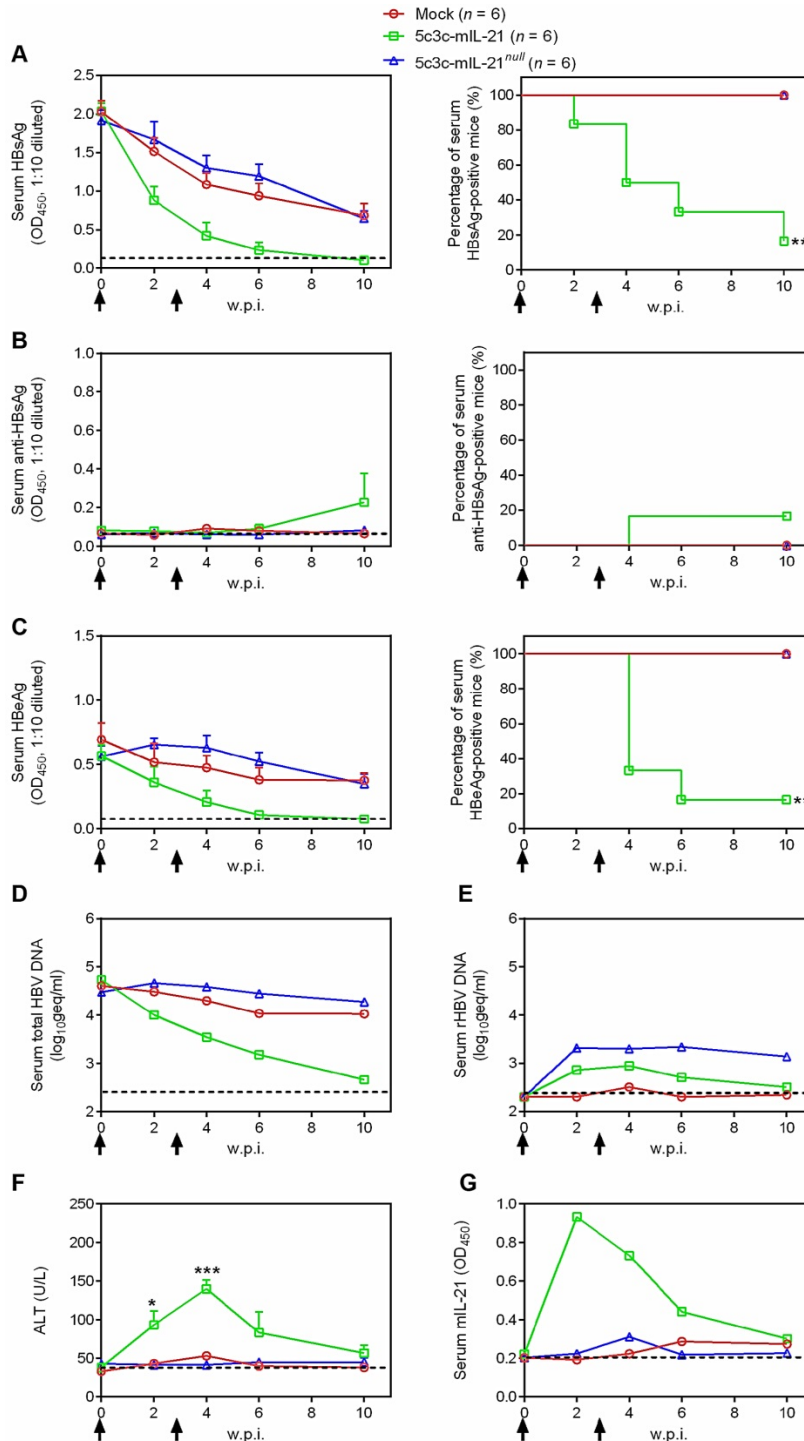 Mock (n = 6)
5c3c-mIL-21 (n = 6)
5c3c-mIL-21null (n = 6)
A
Serum HBsAg
(OD450, 1:10 diluted)
2.5
2.0
1.5
1.0
0.5
0.0
0 2 4 6 8 10
w.p.i.
Percentage of serum
HBsAg-positive mice (%)
100
80
60
40
20
0
**
0 2 4 6 8 10
w.p.i.
B
Serum anti-HBsAg
(OD450, 1:10 diluted)
1.0
0.8
0.6
0.4
0.2
0.0
0 2 4 6 8 10
w.p.i.
Percentage of serum
anti-HBsAg-positive mice (%)
100
80
60
40
20
0
0 2 4 6 8 10
w.p.i.
C
Serum HBeAg
(OD450, 1:10 diluted)
1.5
1.0
0.5
0.0
0 2 4 6 8 10
w.p.i.
Percentage of serum
HBeAg-positive mice (%)
100
80
60
40
20
0
**
0 2 4 6 8 10
w.p.i.
D
Serum total HBV DNA
(log10geq/ml)
6
5
4
3
2
0 2 4 6 8 10
w.p.i.
E
Serum rHBV DNA
(log10geq/ml)
6
5
4
3
2
0 2 4 6 8 10
w.p.i.
F
ALT (U/L)
250
200
150
100
50
0
*
***
0 2 4 6 8 10
w.p.i.
G
Serum mIL-21 (OD450)
1.0
0.8
0.6
0.4
0.2
0.0
0 2 4 6 8 10
w.p.i.